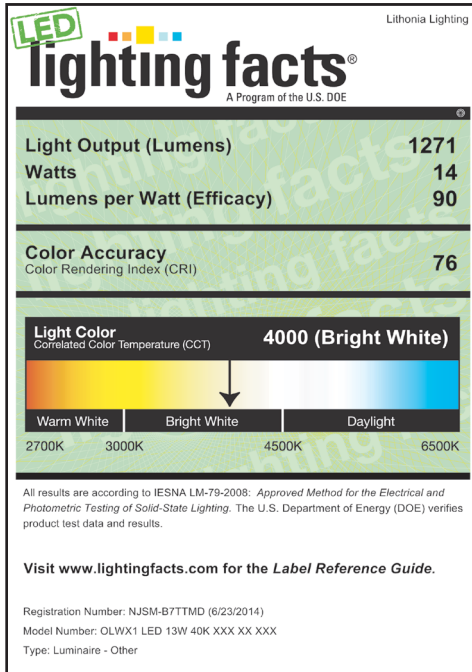 Lithonia Lighting
LED
lighting facts®
A Program of the U.S. DOE
Light Output (Lumens) 1271
Watts 14
Lumens per Watt (Efficacy) 90
Color Accuracy
Color Rendering Index (CRI) 76
Light Color
Correlated Color Temperature (CCT) 4000 (Bright White)
Warm White Bright White Daylight
2700K 3000K 4500K 6500K
All results are according to IESNA LM-79-2008: Approved Method for the Electrical and
Photometric Testing of Solid-State Lighting. The U.S. Department of Energy (DOE) verifies
product test data and results.
Visit www.lightingfacts.com for the Label Reference Guide.
Registration Number: NJSM-B7TTMD (6/23/2014)
Model Number: OLWX1 LED 13W 40K XXX XX XXX
Type: Luminaire - Other